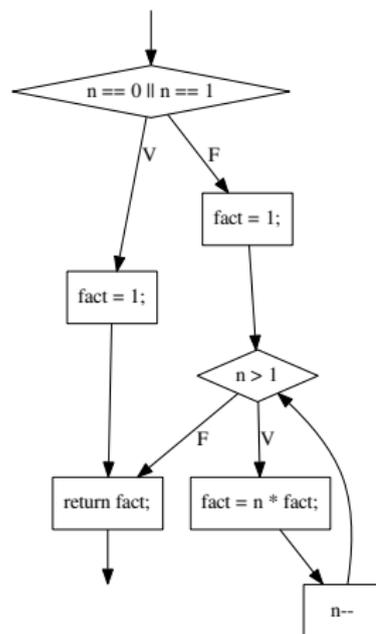 n == 0 || n == 1
V
F
fact = 1;
fact = 1;
n > 1
F
V
return fact;
fact = n * fact;
n--